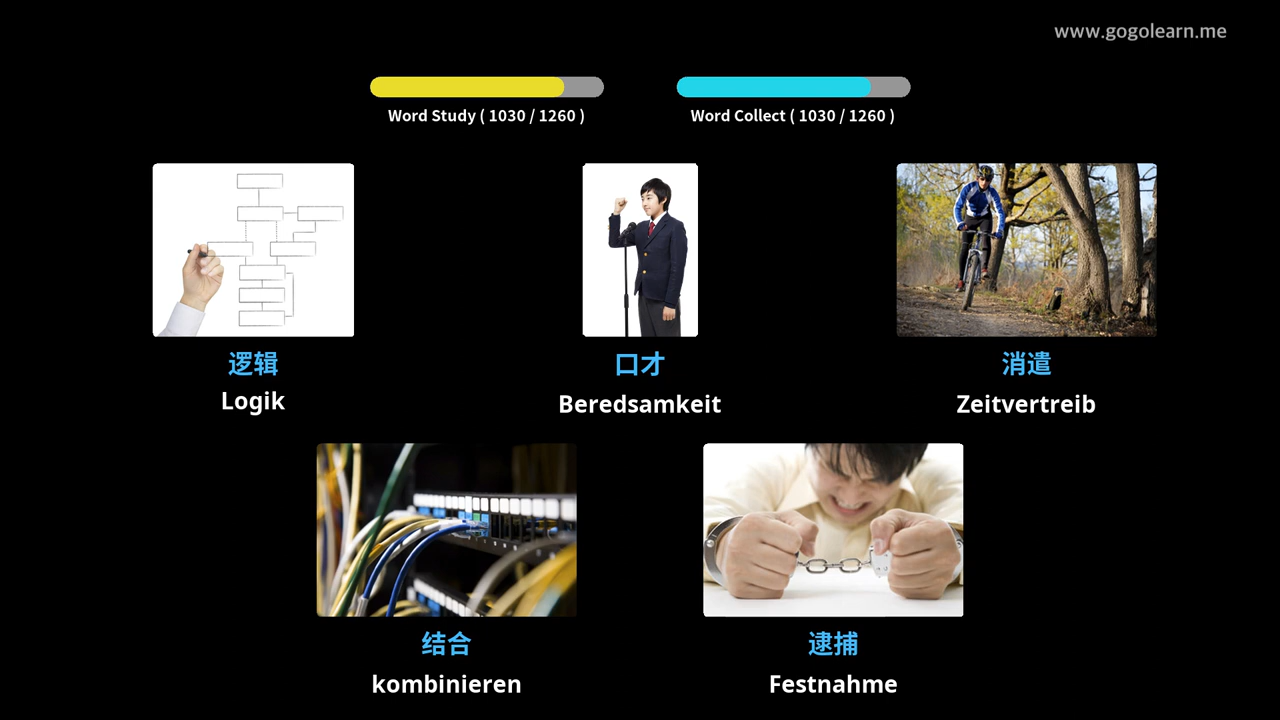 www.gogolearn.me
Word Study ( 1030 / 1260 )
Word Collect ( 1030 / 1260 )
逻辑
Logik
口才
Beredsamkeit
消遣
Zeitvertreib
结合
kombinieren
逮捕
Festnahme